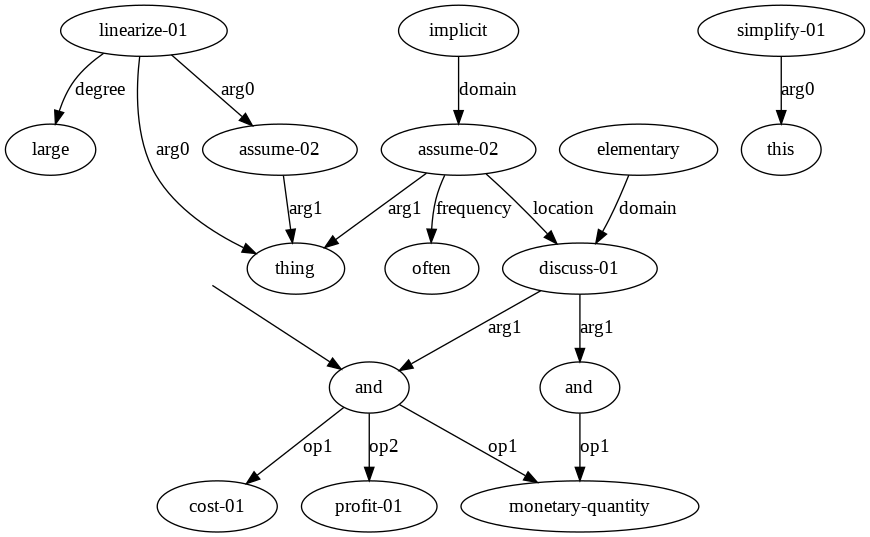 linearize-01
implicit
simplify-01
degree
arg0
domain
arg0
large
arg0
assume-02
assume-02
elementary
this
arg1
arg1
frequency
location
domain
thing
often
discuss-01
arg1
arg1
and
and
op1
op2
op1
op1
cost-01
profit-01
monetary-quantity